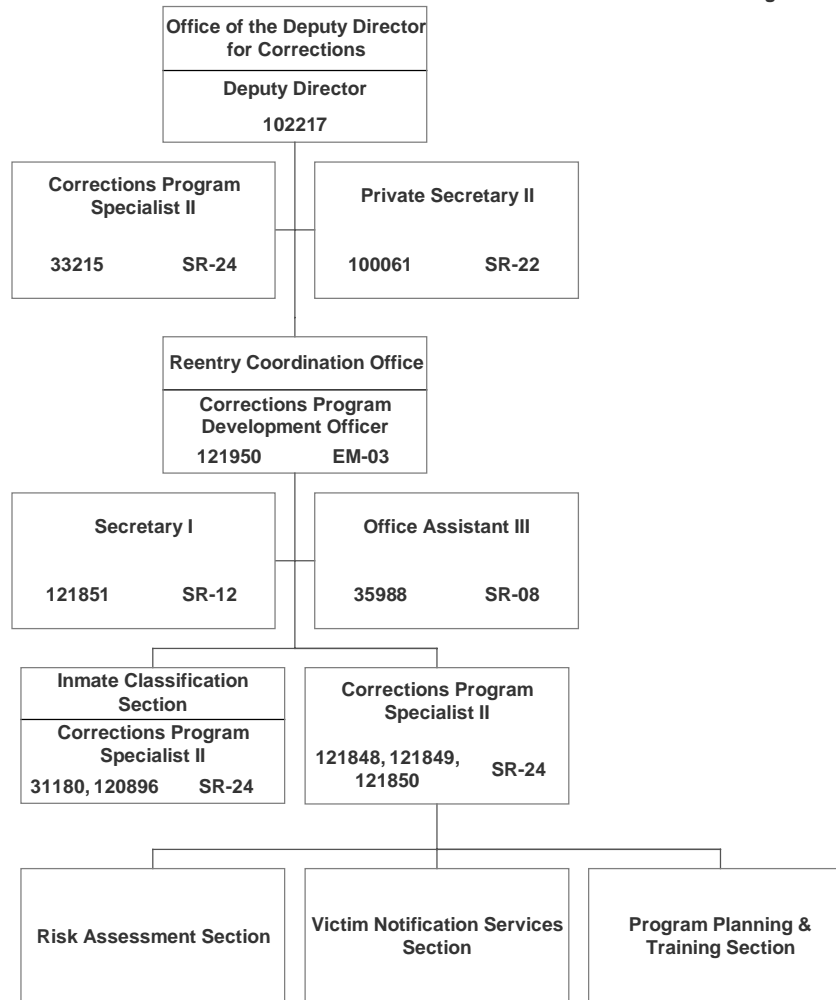 Office of the Deputy Director
for Corrections
Deputy Director
102217
Corrections Program
Specialist II
33215 SR-24
Private Secretary II
100061 SR-22
Reentry Coordination Office
Corrections Program
Development Officer
121950 EM-03
Secretary I
121851 SR-12
Office Assistant III
35988 SR-08
Inmate Classification
Section
Corrections Program
Specialist II
31180, 120896 SR-24
Corrections Program
Specialist II
121848, 121849,
121850
SR-24
Risk Assessment Section
Victim Notification Services
Section
Program Planning &
Training Section